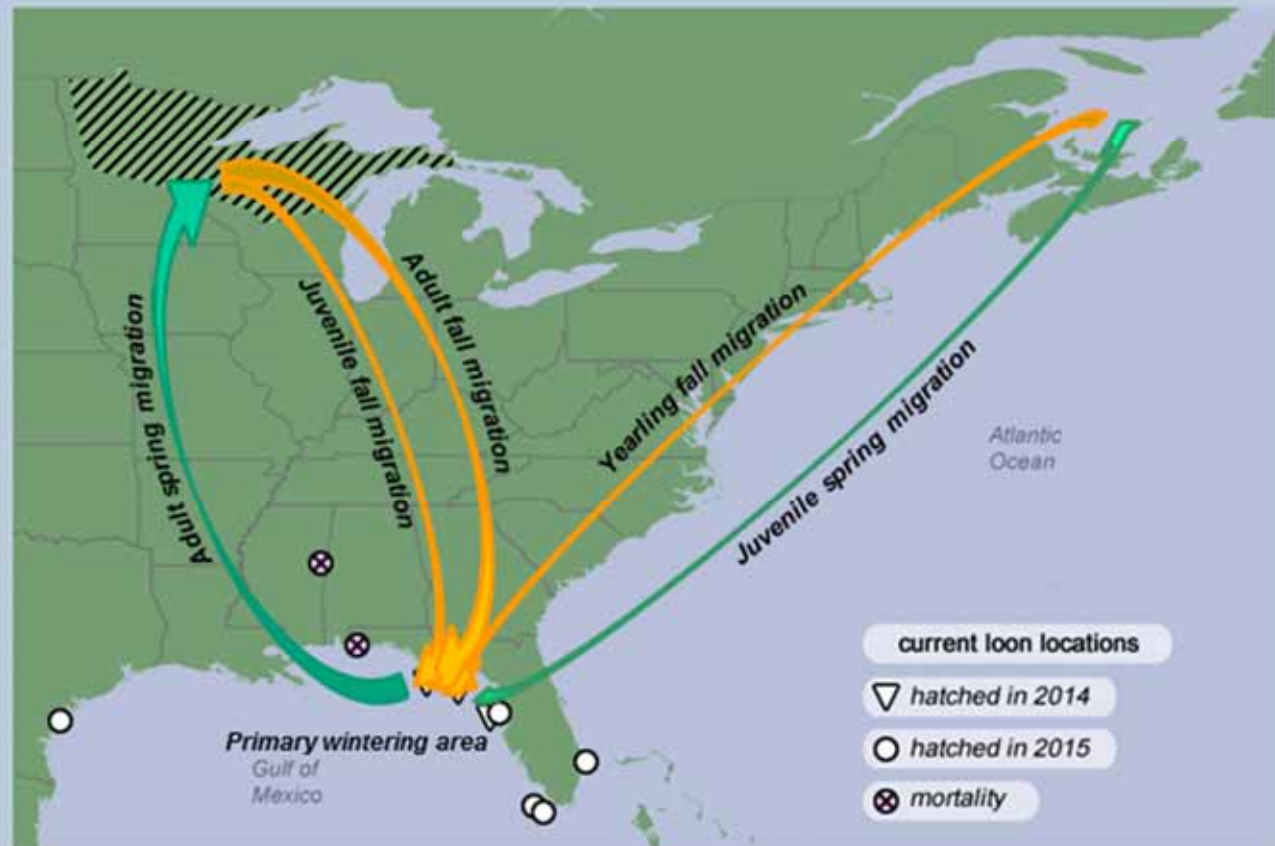 Adult spring migration
Juvenile fall migration
Adult fall migration
Yearling fall migration
Juvenile spring migration
Atlantic
Ocean
Primary wintering area
Gulf of
Mexico
current loon locations
hatched in 2014
hatched in 2015
mortality